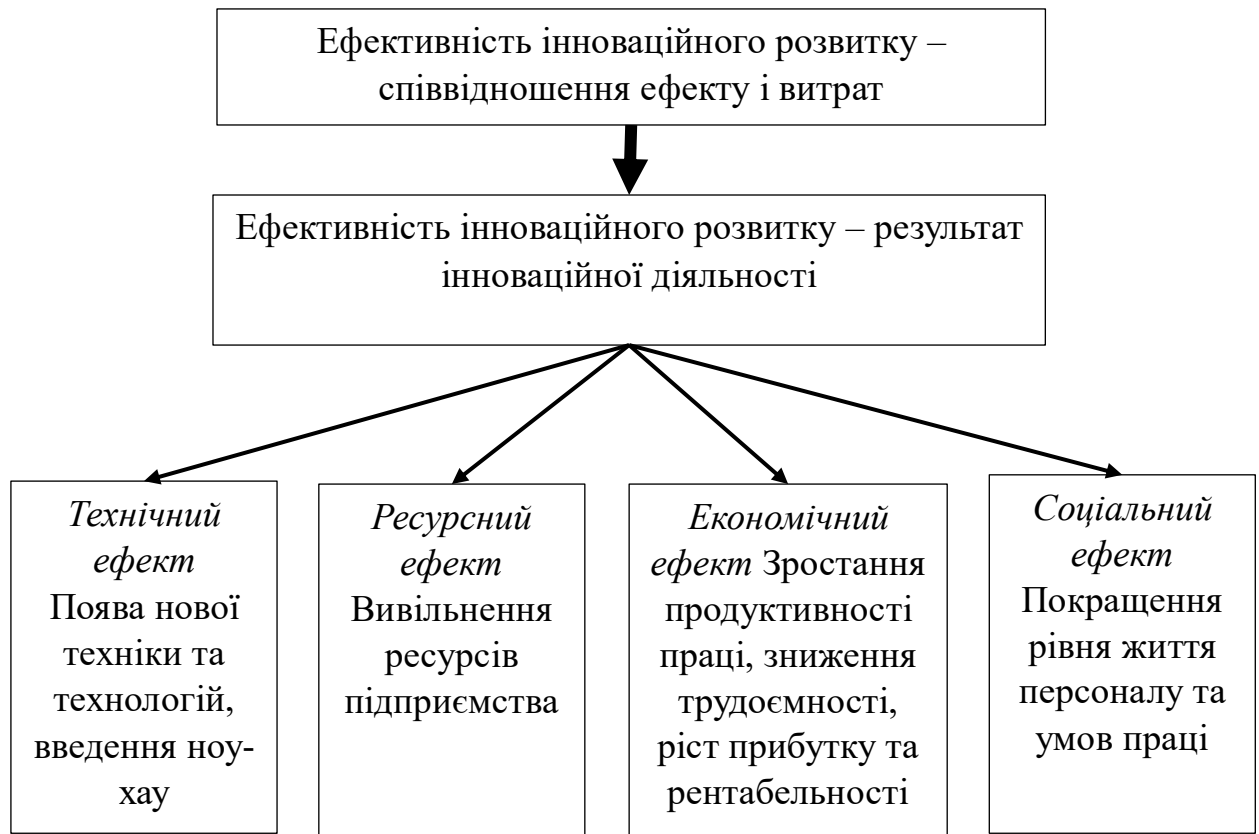 Ефективність інноваційного розвитку –
співвідношення ефекту і витрат
Ефективність інноваційного розвитку – результат
інноваційної діяльності
Технічний
ефект
Поява нової
техніки та
технологій,
введення ноу-
хау
Ресурсний
ефект
Вивільнення
ресурсів
підприємства
Економічний
ефект Зростання
продуктивності
праці, зниження
трудоємності,
ріст прибутку та
рентабельності
Соціальний
ефект
Покращення
рівня життя
персоналу та
умов праці